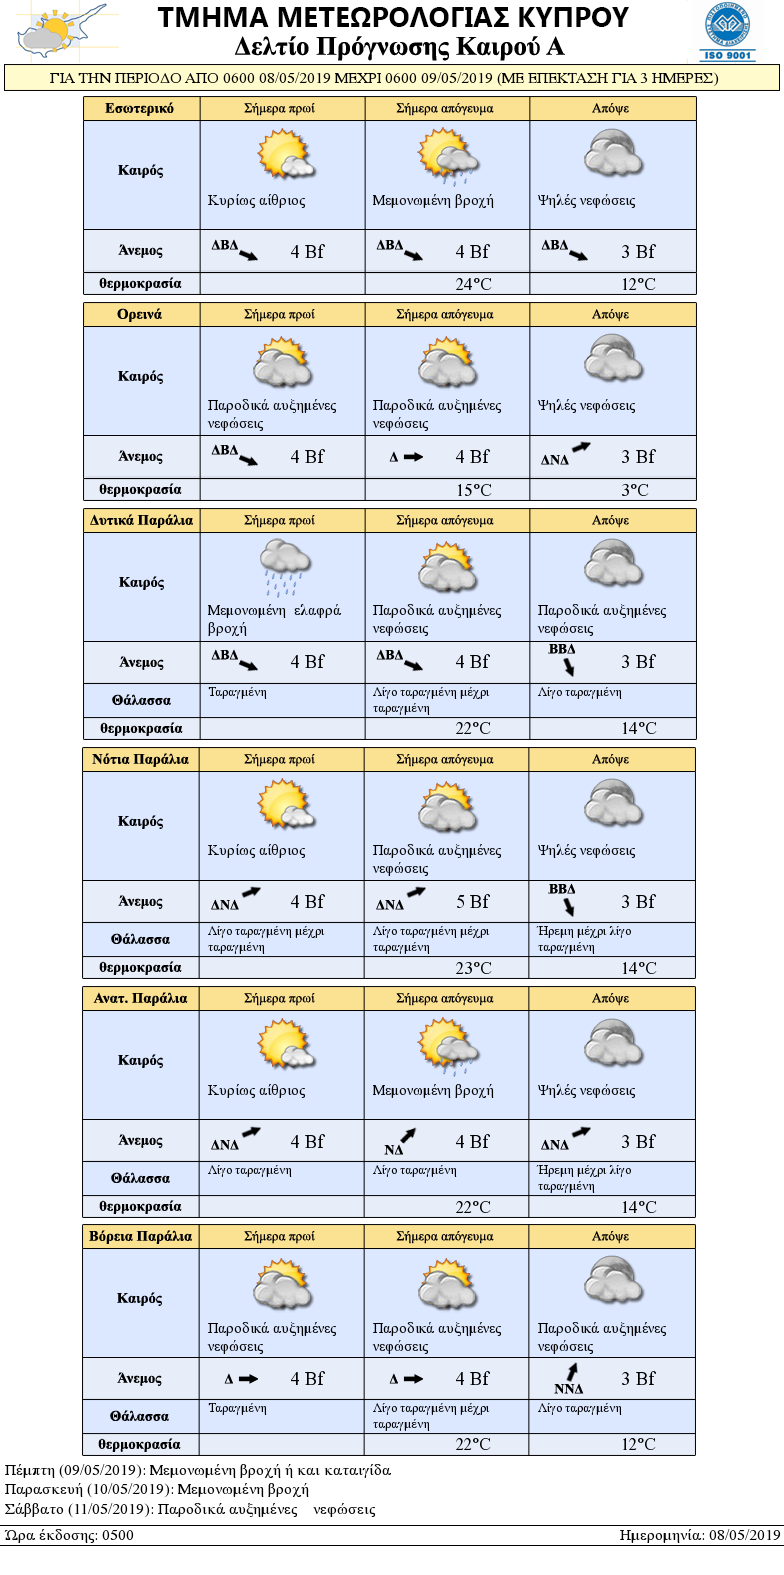 ΤΜΗΜΑ ΜΕΤΕΩΡΟΛΟΓΙΑΣ ΚΥΠΡΟΥ
Δελτίο Πρόγνωσης Καιρού Α
ISO 9001
ΓΙΑ ΤΗΝ ΠΕΡΙΟΔΟ ΑΠΟ 0600 08/05/2019 ΜΕΧΡΙ 0600 09/05/2019 (ΜΕ ΕΠΕΚΤΑΣΗ ΓΙΑ 3 ΗΜΕΡΕΣ)
Εσωτερικό Σήμερα πρωί Σήμερα απόγευμα Απόψε
Καιρός
Κυρίως αίθριος Μεμονωμένη βροχή Ψηλές νεφώσεις
Άνεμος ΔΒΔ 4 Bf ΔΒΔ 4 Bf ΔΒΔ 3 Bf
θερμοκρασία 24°C 12°C
Ορεινά Σήμερα πρωί Σήμερα απόγευμα Απόψε
Καιρός
Παροδικά αυξημένες Παροδικά αυξημένες Ψηλές νεφώσεις
νεφώσεις νεφώσεις
Άνεμος ΔΒΔ 4 Bf Δ 4 Bf ΔΝΔ 3 Bf
θερμοκρασία 15°C 3°C
Δυτικά Παράλια Σήμερα πρωί Σήμερα απόγευμα Απόψε
Καιρός
Μεμονωμένη ελαφρά Παροδικά αυξημένες Παροδικά αυξημένες
βροχή νεφώσεις νεφώσεις
Άνεμος ΔΒΔ 4 Bf ΔΒΔ 4 Bf ΒΒΔ 3 Bf
Θάλασσα Ταραγμένη Λίγο ταραγμένη μέχρι Λίγο ταραγμένη
ταραγμένη
θερμοκρασία 22°C 14°C
Νότια Παράλια Σήμερα πρωί Σήμερα απόγευμα Απόψε
Καιρός
Κυρίως αίθριος Παροδικά αυξημένες Ψηλές νεφώσεις
νεφώσεις
Άνεμος ΔΝΔ 4 Bf ΔΝΔ 5 Bf ΒΒΔ 3 Bf
Θάλασσα Λίγο ταραγμένη μέχρι Λίγο ταραγμένη μέχρι Ήρεμη μέχρι λίγο
ταραγμένη ταραγμένη ταραγμένη
θερμοκρασία 23°C 14°C
Ανατ. Παράλια Σήμερα πρωί Σήμερα απόγευμα Απόψε
Καιρός
Κυρίως αίθριος Μεμονωμένη βροχή Ψηλές νεφώσεις
Άνεμος ΔΝΔ 4 Bf ΝΔ 4 Bf ΔΝΔ 3 Bf
Θάλασσα Λίγο ταραγμένη Λίγο ταραγμένη Ήρεμη μέχρι λίγο
ταραγμένη
θερμοκρασία 22°C 14°C
Βόρεια Παράλια Σήμερα πρωί Σήμερα απόγευμα Απόψε
Καιρός
Παροδικά αυξημένες Παροδικά αυξημένες Παροδικά αυξημένες
νεφώσεις νεφώσεις νεφώσεις
Άνεμος Δ 4 Bf Δ 4 Bf ΝΝΔ 3 Bf
Θάλασσα Ταραγμένη Λίγο ταραγμένη μέχρι Λίγο ταραγμένη
ταραγμένη
θερμοκρασία 22°C 12°C
Πέμπτη (09/05/2019): Μεμονωμένη βροχή ή και καταιγίδα
Παρασκευή (10/05/2019): Μεμονωμένη βροχή
Σάββατο (11/05/2019): Παροδικά αυξημένες νεφώσεις
Ώρα έκδοσης: 0500 Ημερομηνία: 08/05/2019